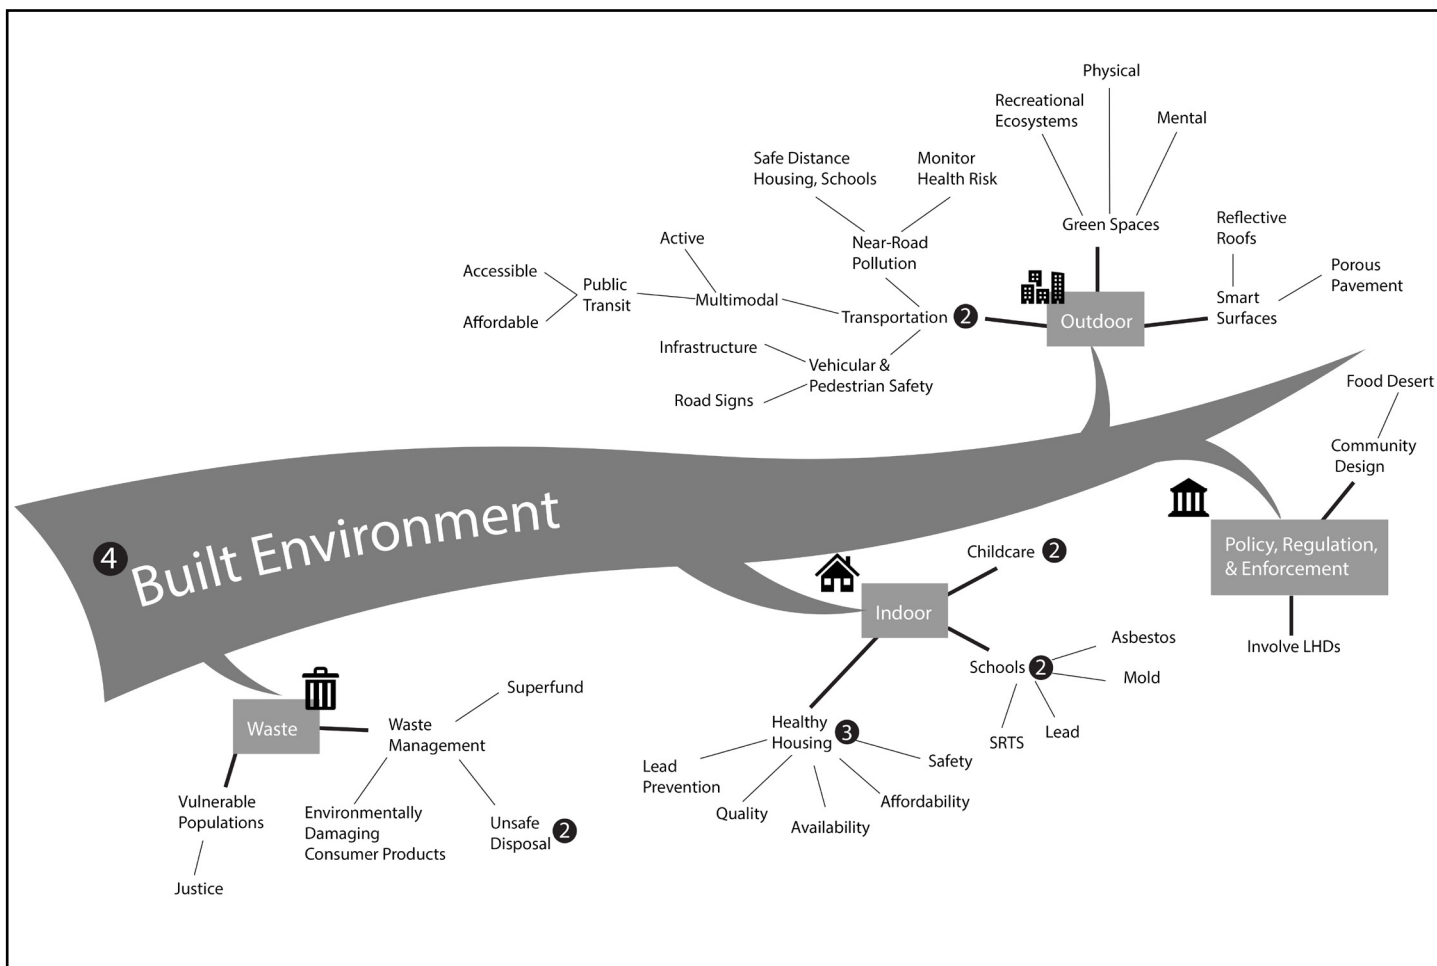 Physical
Recreational
Ecosystems
Mental
Safe Distance
Housing, Schools
Monitor
Health Risk
Green Spaces
Reflective
Roofs
Near-Road
Pollution
Active
Accessible
Public
Transit
Affordable
Multimodal
Transportation 2
Outdoor
Smart
Surfaces
Porous
Pavement
Infrastructure
Vehicular &
Pedestrian Safety
Road Signs
Food Desert
Community
Design
Policy, Regulation,
& Enforcement
Involve LHDs
4 Built Environment
Childcare 2
Indoor
Schools 2
Asbestos
Mold
Lead
SRTS
Healthy
Housing 3
Safety
Affordability
Availability
Quality
Lead
Prevention
Waste
Waste
Management
Superfund
Unsafe
Disposal 2
Environmentally
Damaging
Consumer Products
Vulnerable
Populations
Justice